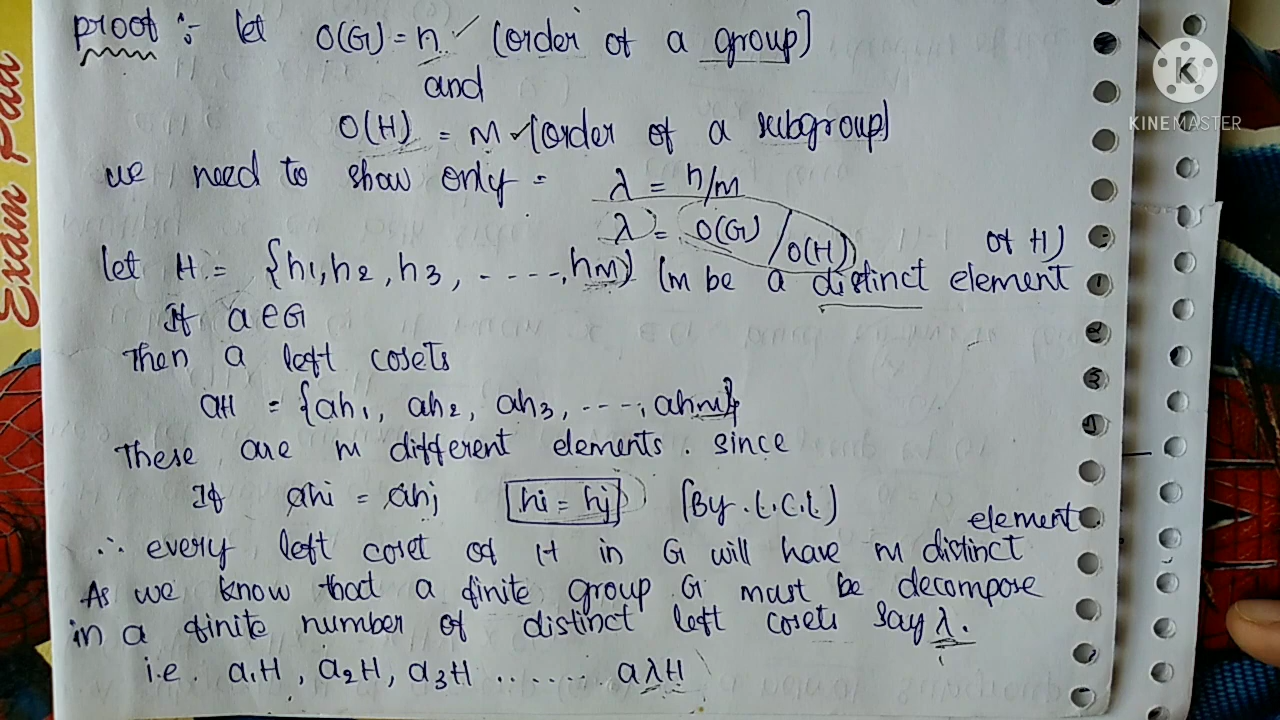 proof :- let O(G) = n (order of a group)
and
O(H) = m (order of a subgroup)
we need to show only = λ = n/m
λ = O(G) / O(H)
let H = {h1, h2, h3, ....., hm} (m be a distinct element of H)
If a∈G
Then a left cosets
aH = {ah1, ah2, ah3, ....., ahm}
These are m different elements. since
If ahi = ahj hi = hj (By L.C.L)
∴ every left coset of H in G will have m distinct element
As we know that a finite group G must be decompose
in a finite number of distinct left cosets say λ.
i.e. a1H, a2H, a3H ....... aλH
Exam Pad
KINEMASTER